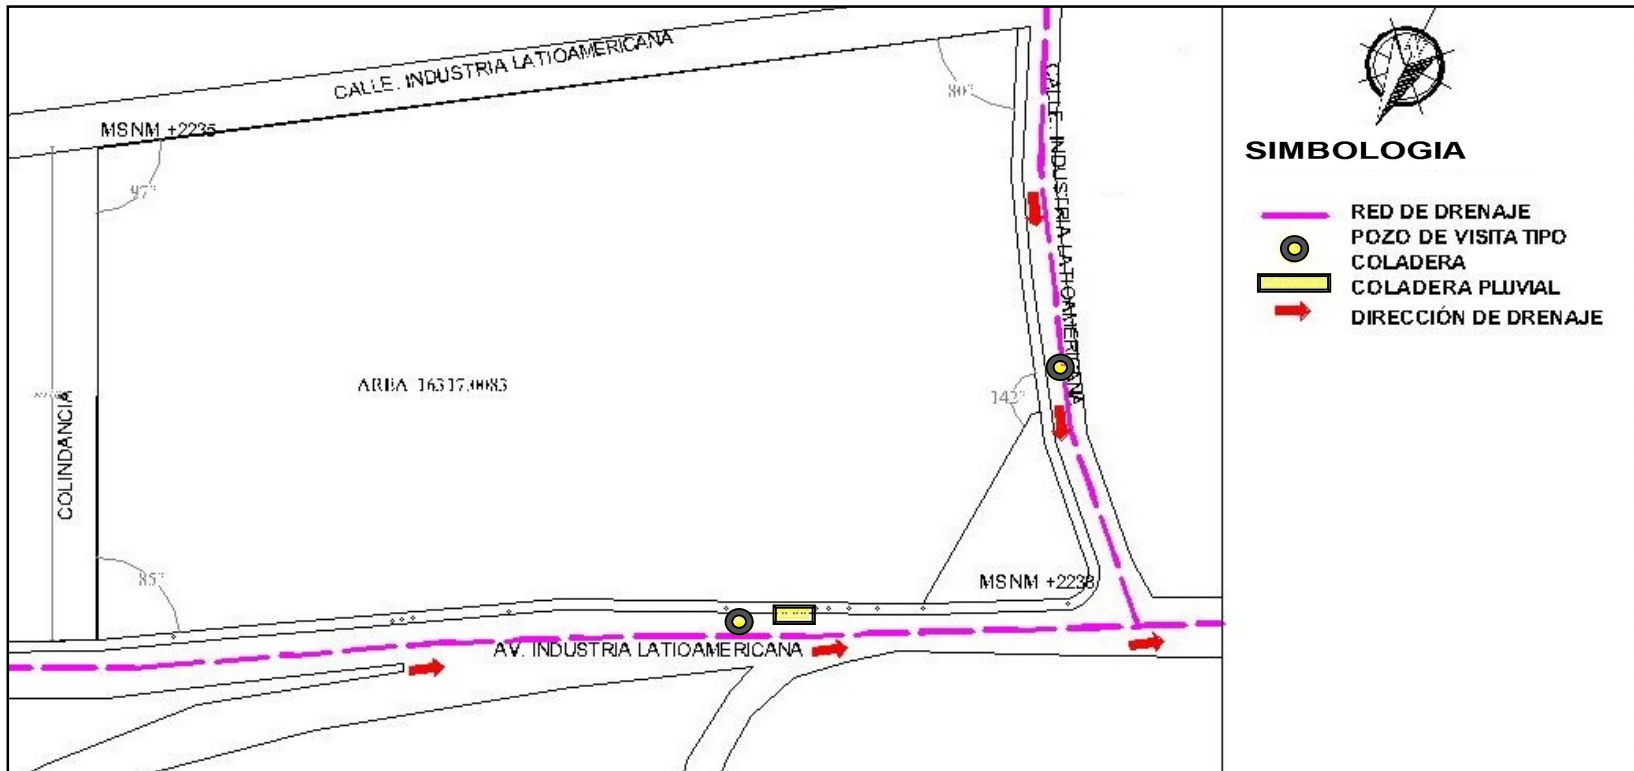 CALLE. INDUSTRIA LATIOAMERICANA
MSNM +2235
97°
80°
CALLE. INDUSTRIA LATIOAMERICANA
SIMBOLOGIA
RED DE DRENAJE
POZO DE VISITA TIPO
COLADERA
COLADERA PLUVIAL
DIRECCIÓN DE DRENAJE
AREA 16317.0083
142°
COLINDANCIA
85°
MSNM +2238
AV. INDUSTRIA LATIOAMERICANA